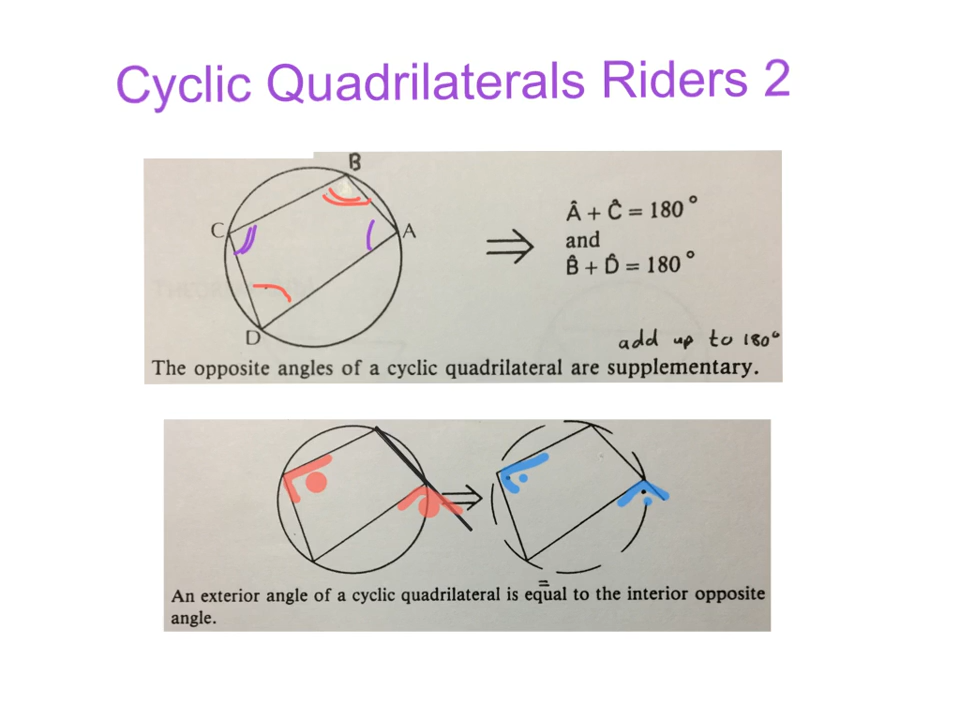 Cyclic Quadrilaterals Riders 2
B
C
A
D
Â + Ĉ = 180°
and
B̂ + D̂ = 180°
add up to 180°
The opposite angles of a cyclic quadrilateral are supplementary.
An exterior angle of a cyclic quadrilateral is equal to the interior opposite
angle.